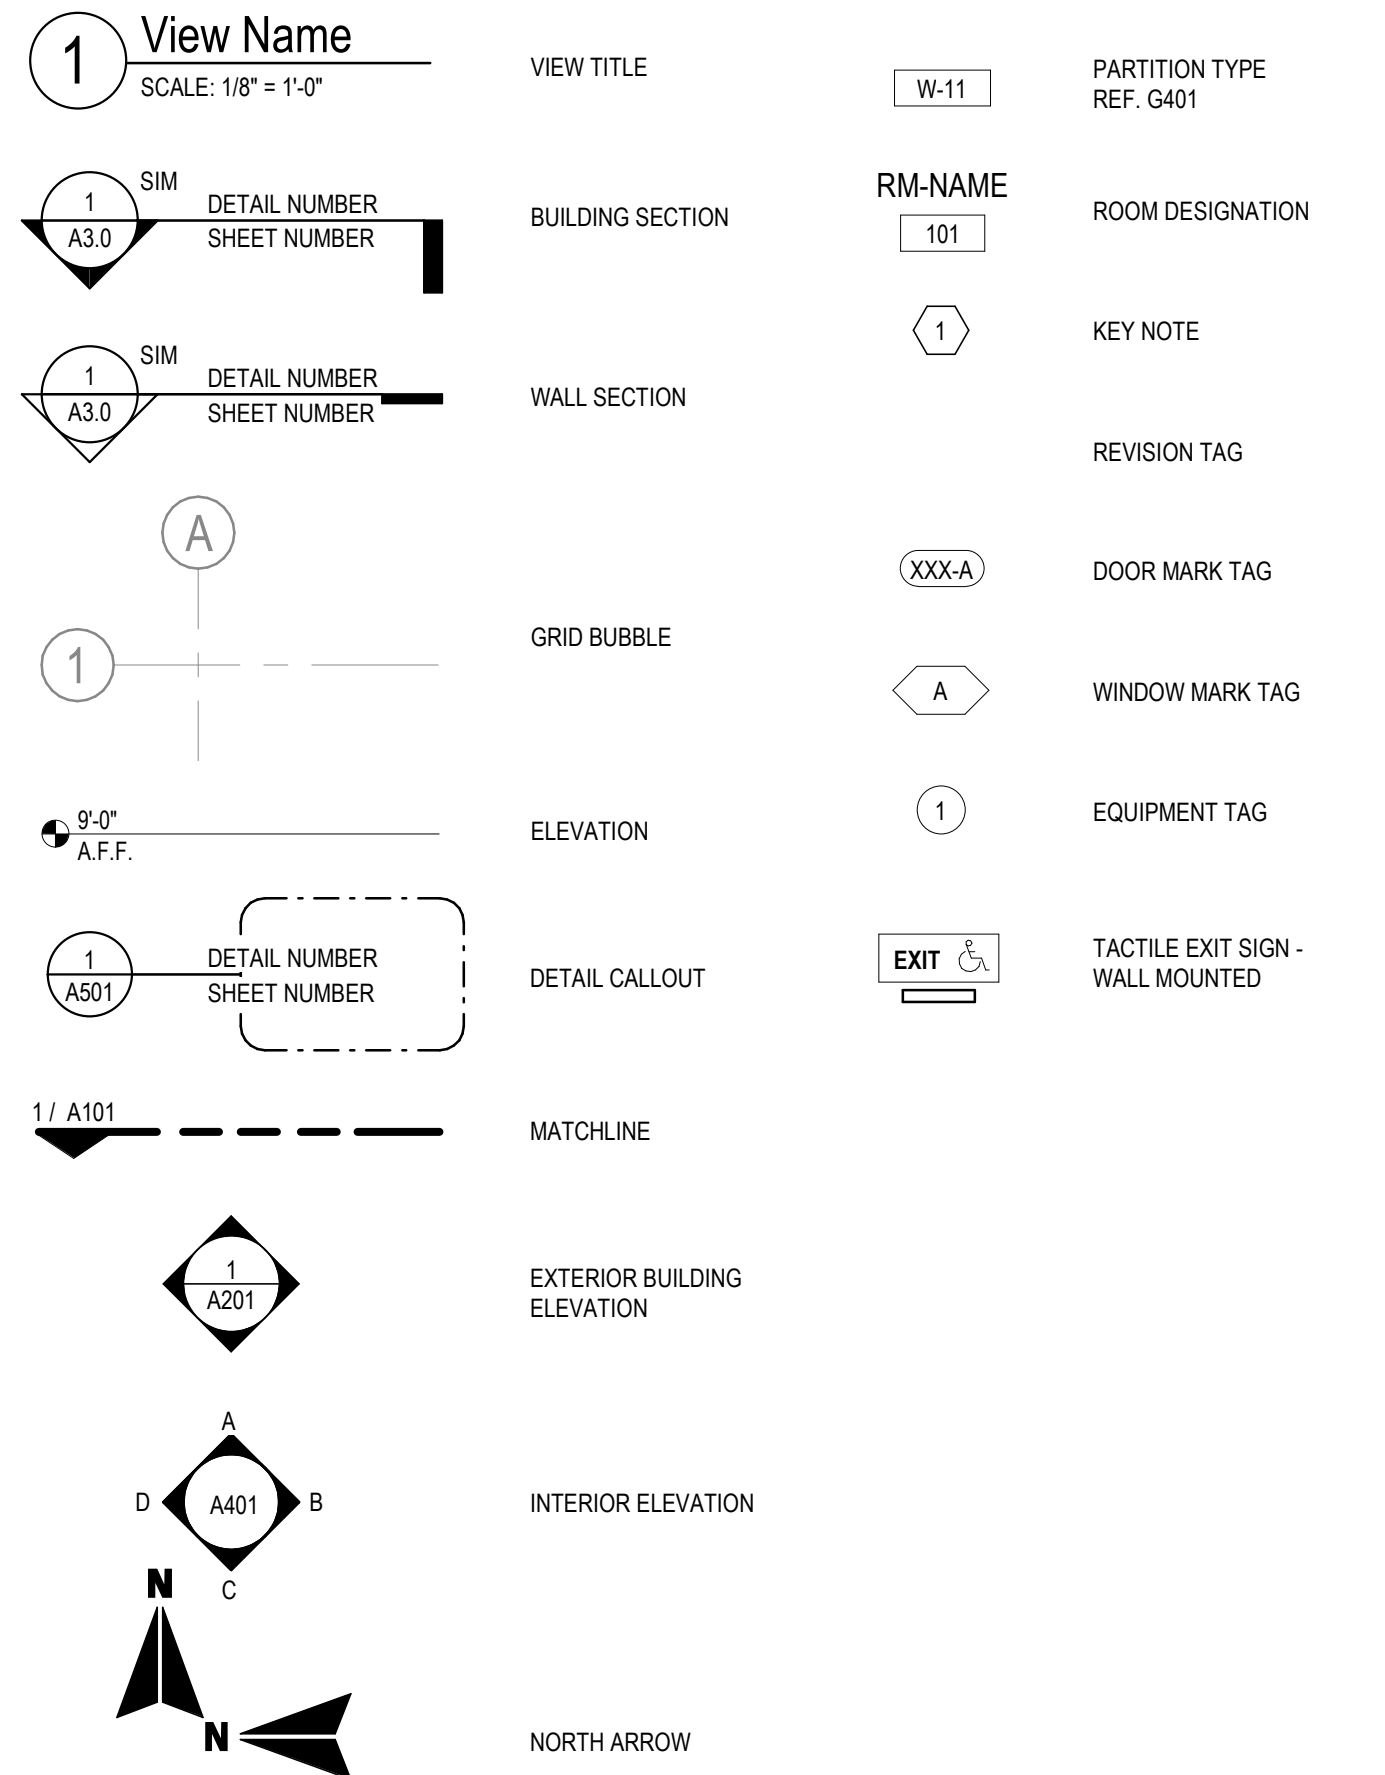 1
View Name
SCALE: 1/8" = 1'-0"
VIEW TITLE
1
SIM
A3.0
DETAIL NUMBER
SHEET NUMBER
BUILDING SECTION
1
SIM
A3.0
DETAIL NUMBER
SHEET NUMBER
WALL SECTION
A
1
GRID BUBBLE
9'-0"
A.F.F.
ELEVATION
1
A501
DETAIL NUMBER
SHEET NUMBER
DETAIL CALLOUT
1 / A101
MATCHLINE
1
A201
EXTERIOR BUILDING
ELEVATION
A
D
A401
B
C
INTERIOR ELEVATION
N
N
NORTH ARROW
W-11
PARTITION TYPE
REF. G401
RM-NAME
101
ROOM DESIGNATION
1
KEY NOTE
REVISION TAG
XXX-A
DOOR MARK TAG
A
WINDOW MARK TAG
1
EQUIPMENT TAG
EXIT
TACTILE EXIT SIGN -
WALL MOUNTED